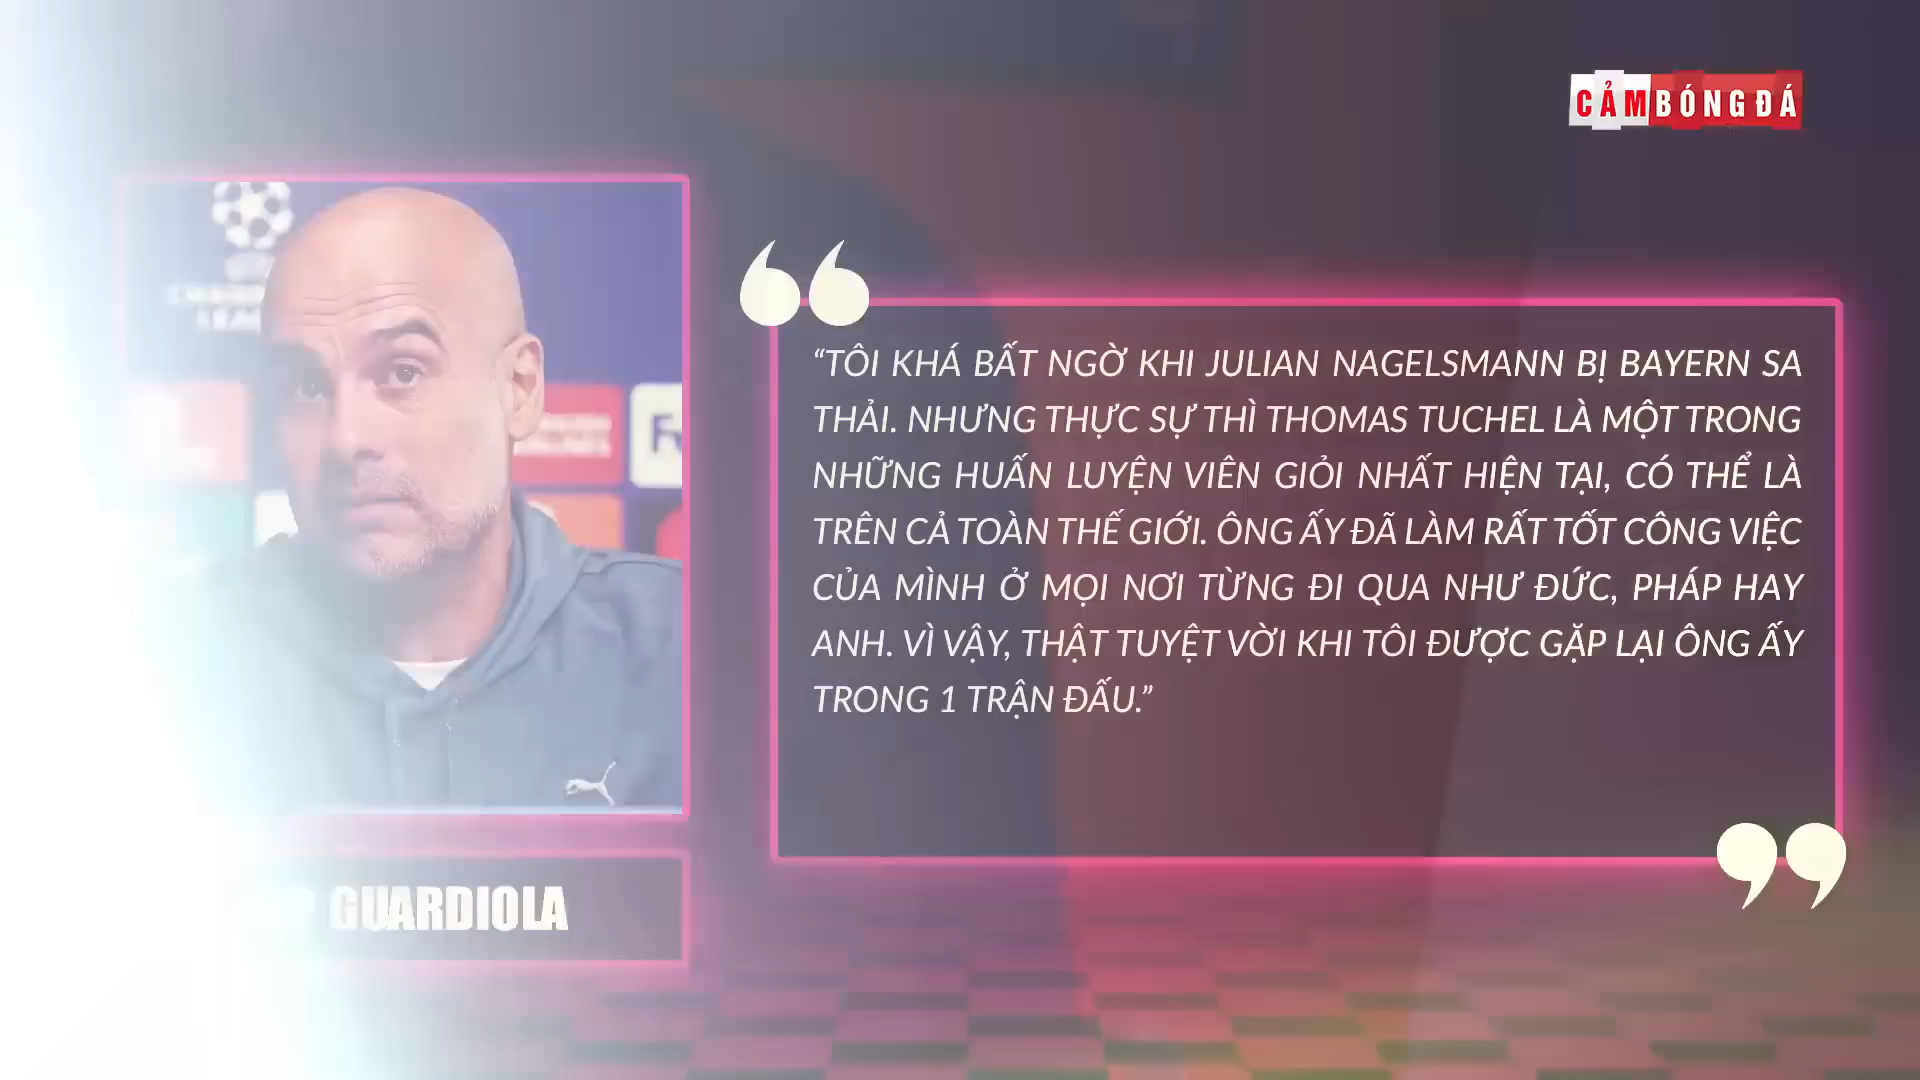 CẢMBÓNGĐÁ
“TÔI KHÁ BẤT NGỜ KHI JULIAN NAGELSMANN BỊ BAYERN SA
THẢI. NHƯNG THỰC SỰ THÌ THOMAS TUCHEL LÀ MỘT TRONG
NHỮNG HUẤN LUYỆN VIÊN GIỎI NHẤT HIỆN TẠI, CÓ THỂ LÀ
TRÊN CẢ TOÀN THẾ GIỚI. ÔNG ẤY ĐÃ LÀM RẤT TỐT CÔNG VIỆC
CỦA MÌNH Ở MỌI NƠI TỪNG ĐI QUA NHƯ ĐỨC, PHÁP HAY
ANH. VÌ VẬY, THẬT TUYỆT VỜI KHI TÔI ĐƯỢC GẶP LẠI ÔNG ẤY
TRONG 1 TRẬN ĐẤU.”
GUARDIOLA